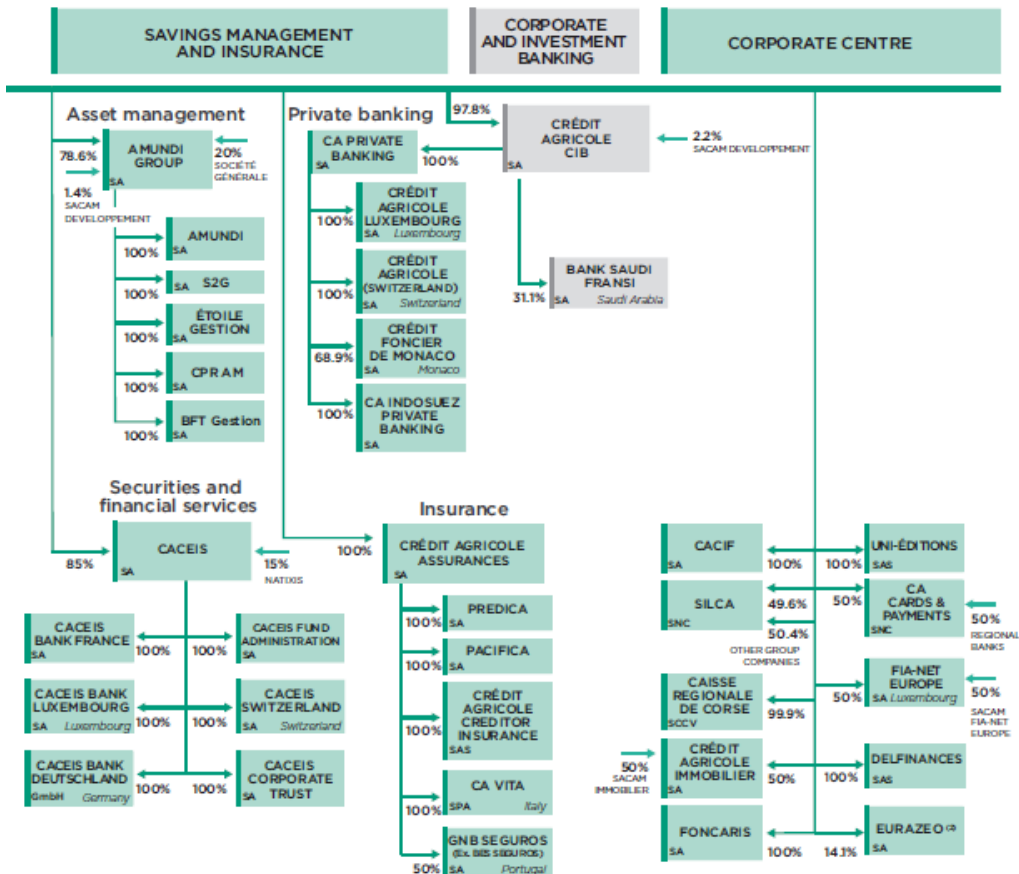 SAVINGS MANAGEMENT
AND INSURANCE
CORPORATE
AND INVESTMENT
BANKING
CORPORATE CENTRE
Asset management
78.6%
AMUNDI
GROUP
SA
20%
SOCIÉTÉ
GÉNÉRALE
1.4%
SACAM
DEVELOPPEMENT
100%
AMUNDI
SA
100%
S2G
SA
100%
ÉTOILE
GESTION
SA
100%
CPR AM
SA
100%
BFT Gestion
SA
Private banking
97.8%
CA PRIVATE
BANKING
SA
100%
CRÉDIT
AGRICOLE
CIB
SA
2.2%
SACAM DEVELOPPEMENT
100%
CRÉDIT
AGRICOLE
LUXEMBOURG
SA Luxembourg
100%
CRÉDIT
AGRICOLE
(SWITZERLAND)
SA Switzerland
68.9%
CRÉDIT
FONCIER
DE MONACO
SA Monaco
100%
CA INDOSUEZ
PRIVATE
BANKING
SA
31.1%
BANK SAUDI
FRANSI
SA Saudi Arabia
Securities and
financial services
85%
CACEIS
SA
15%
NATIXIS
CACEIS
BANK FRANCE
SA
100%
100%
CACEIS FUND
ADMINISTRATION
SA
CACEIS BANK
LUXEMBOURG
SA Luxembourg
100%
100%
CACEIS
SWITZERLAND
SA Switzerland
CACEIS BANK
DEUTSCHLAND
GmbH Germany
100%
100%
CACEIS
CORPORATE
TRUST
SA
Insurance
100%
CRÉDIT AGRICOLE
ASSURANCES
SA
100%
PREDICA
SA
100%
PACIFICA
SA
100%
CRÉDIT
AGRICOLE
CREDITOR
INSURANCE
SAS
100%
CA VITA
SPA Italy
50%
GNB SEGUROS
(Ex. BES SEGUROS)
SA Portugal
CACIF
SA
100%
100%
UNI-ÉDITIONS
SAS
SILCA
SNC
49.6%
50.4%
OTHER GROUP
COMPANIES
50%
CA
CARDS &
PAYMENTS
SNC
50%
REGIONAL
BANKS
CAISSE
REGIONALE
DE CORSE
SCCV
99.9%
50%
FIA-NET
EUROPE
SA Luxembourg
50%
SACAM
FIA-NET
EUROPE
50%
SACAM
IMMOBILIER
CRÉDIT
AGRICOLE
IMMOBILIER
SA
50%
100%
DELFINANCES
SAS
FONCARIS
SA
100%
14.1%
EURAZEO (2)
SA